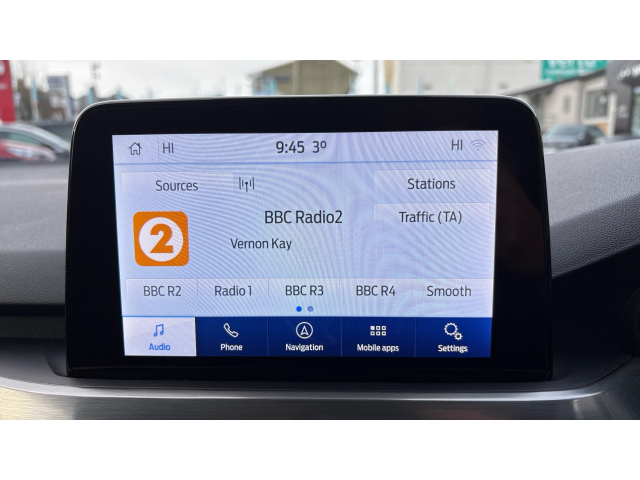 HI 9:45 3º HI
Sources Stations
BBC Radio2 Traffic (TA)
2
Vernon Kay
BBC R2 Radio 1 BBC R3 BBC R4 Smooth
Audio Phone Navigation Mobile apps Settings